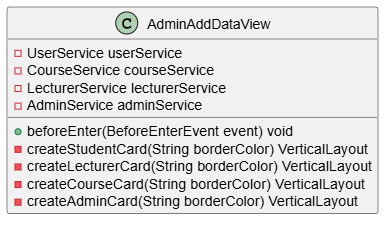 C AdminAddDataView
UserService userService
CourseService courseService
LecturerService lecturerService
AdminService adminService
beforeEnter(BeforeEnterEvent event) void
createStudentCard(String borderColor) VerticalLayout
createLecturerCard(String borderColor) VerticalLayout
createCourseCard(String borderColor) VerticalLayout
createAdminCard(String borderColor) VerticalLayout